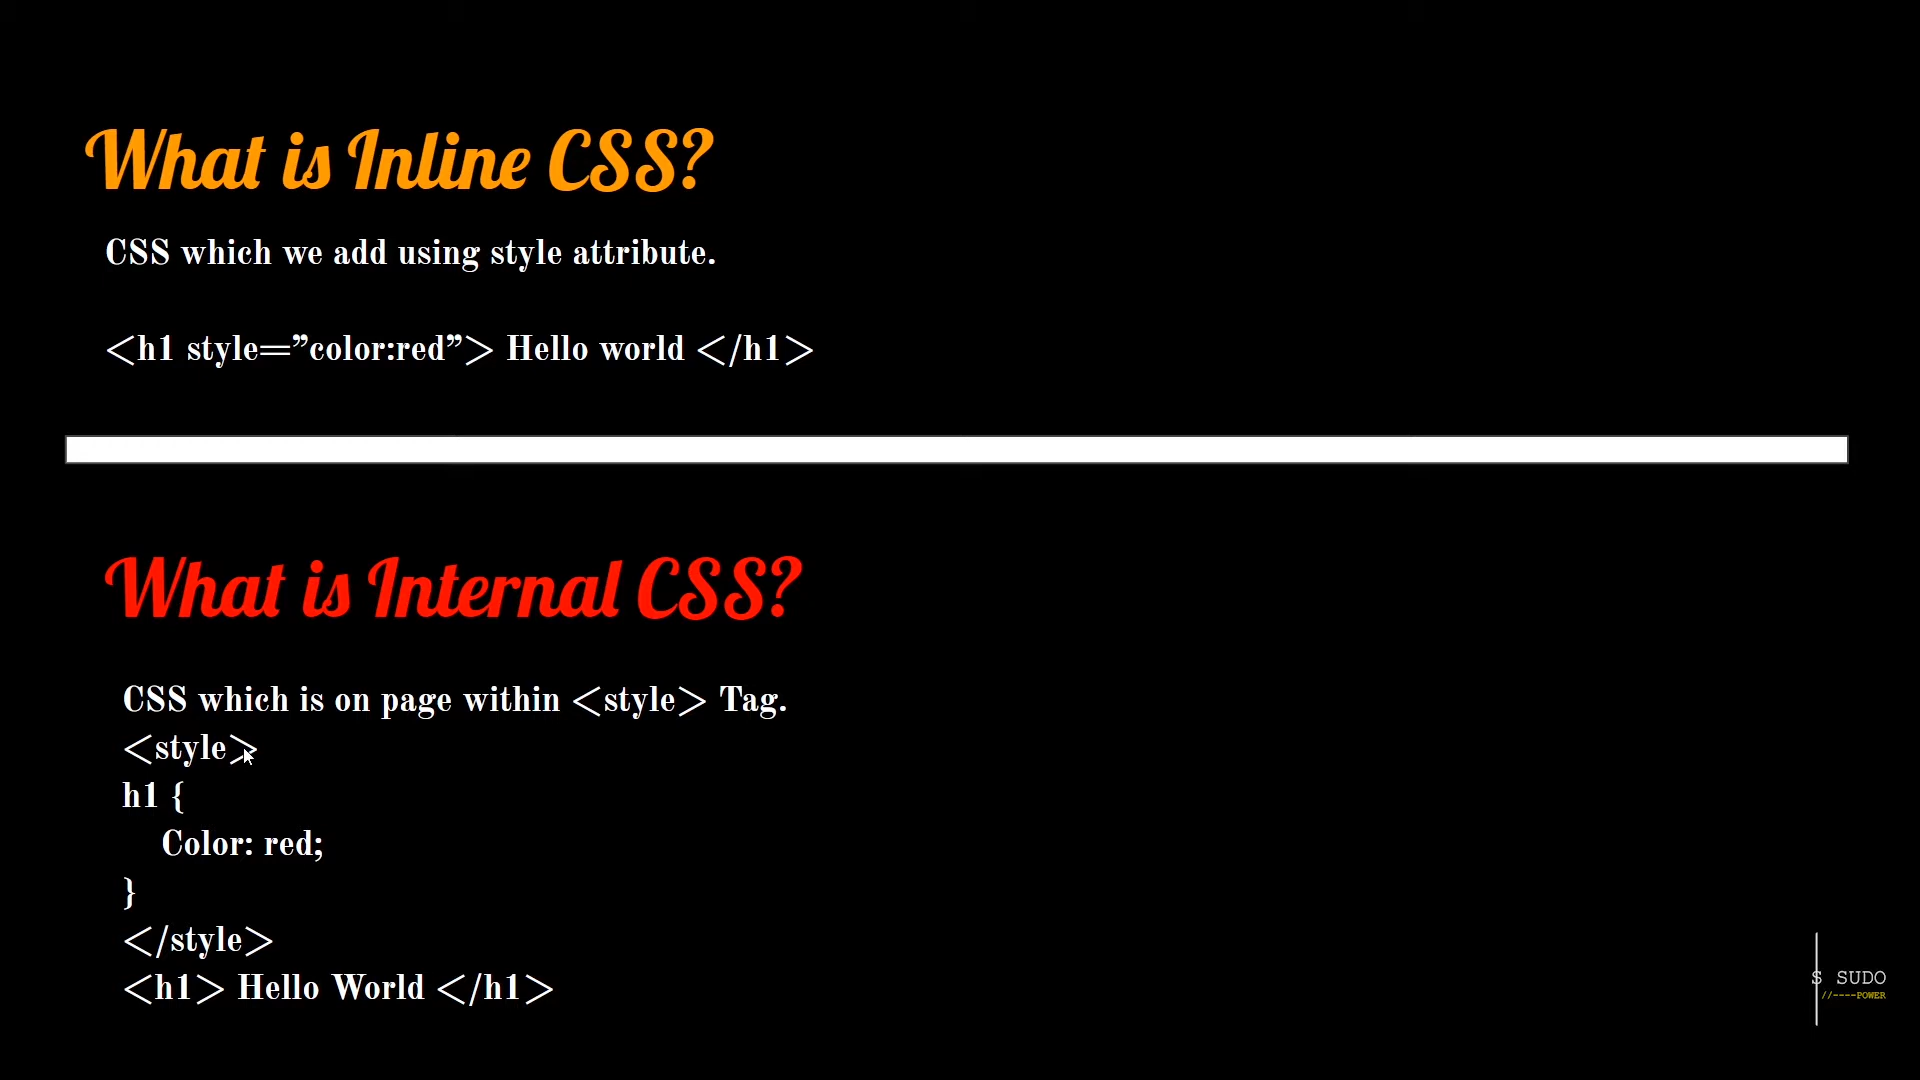 What is Inline CSS?
CSS which we add using style attribute.
<h1 style=”color:red”> Hello world </h1>
What is Internal CSS?
CSS which is on page within <style> Tag.
<style>
h1 {
Color: red;
}
</style>
<h1> Hello World </h1>
S SUDO
//----POWER